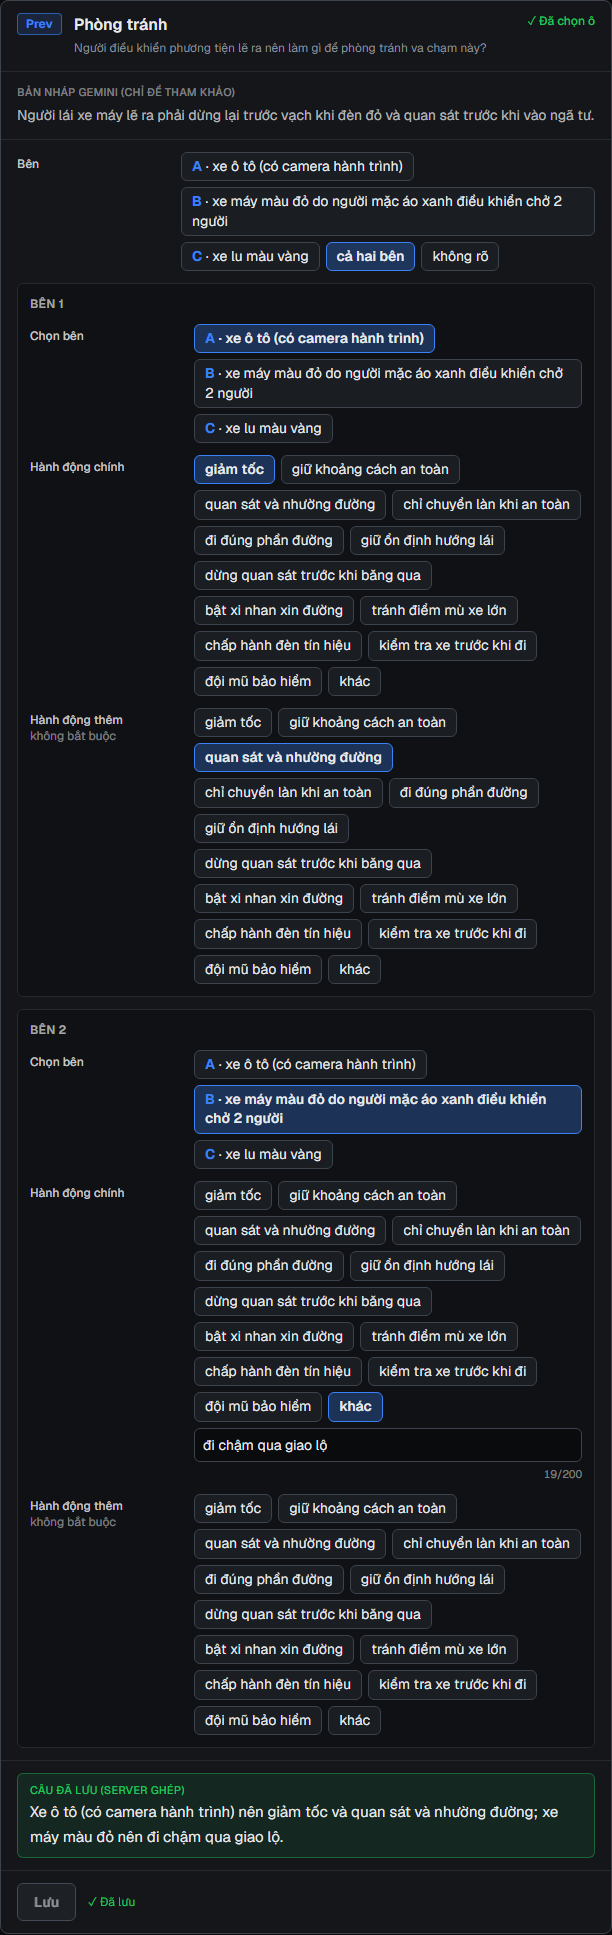 Prev Phòng tránh ✓ Đã chọn ô
Người điều khiển phương tiện lẽ ra nên làm gì để phòng tránh va chạm này?
BẢN NHÁP GEMINI (CHỈ ĐỂ THAM KHẢO)
Người lái xe máy lẽ ra phải dừng lại trước vạch khi đèn đỏ và quan sát trước khi vào ngã tư.
Bên
A · xe ô tô (có camera hành trình)
B · xe máy màu đỏ do người mặc áo xanh điều khiển chở 2
người
C · xe lu màu vàng cả hai bên không rõ
BÊN 1
Chọn bên
A · xe ô tô (có camera hành trình)
B · xe máy màu đỏ do người mặc áo xanh điều khiển chở
2 người
C · xe lu màu vàng
Hành động chính
giảm tốc giữ khoảng cách an toàn
quan sát và nhường đường chỉ chuyển làn khi an toàn
đi đúng phần đường giữ ổn định hướng lái
dừng quan sát trước khi băng qua
bật xi nhan xin đường tránh điểm mù xe lớn
chấp hành đèn tín hiệu kiểm tra xe trước khi đi
đội mũ bảo hiểm khác
Hành động thêm
không bắt buộc
giảm tốc giữ khoảng cách an toàn
quan sát và nhường đường
chỉ chuyển làn khi an toàn đi đúng phần đường
giữ ổn định hướng lái
dừng quan sát trước khi băng qua
bật xi nhan xin đường tránh điểm mù xe lớn
chấp hành đèn tín hiệu kiểm tra xe trước khi đi
đội mũ bảo hiểm khác
BÊN 2
Chọn bên
A · xe ô tô (có camera hành trình)
B · xe máy màu đỏ do người mặc áo xanh điều khiển
chở 2 người
C · xe lu màu vàng
Hành động chính
giảm tốc giữ khoảng cách an toàn
quan sát và nhường đường chỉ chuyển làn khi an toàn
đi đúng phần đường giữ ổn định hướng lái
dừng quan sát trước khi băng qua
bật xi nhan xin đường tránh điểm mù xe lớn
chấp hành đèn tín hiệu kiểm tra xe trước khi đi
đội mũ bảo hiểm khác
đi chậm qua giao lộ
19/200
Hành động thêm
không bắt buộc
giảm tốc giữ khoảng cách an toàn
quan sát và nhường đường chỉ chuyển làn khi an toàn
đi đúng phần đường giữ ổn định hướng lái
dừng quan sát trước khi băng qua
bật xi nhan xin đường tránh điểm mù xe lớn
chấp hành đèn tín hiệu kiểm tra xe trước khi đi
đội mũ bảo hiểm khác
CÂU ĐÃ LƯU (SERVER GHÉP)
Xe ô tô (có camera hành trình) nên giảm tốc và quan sát và nhường đường; xe
máy màu đỏ nên đi chậm qua giao lộ.
Lưu ✓ Đã lưu